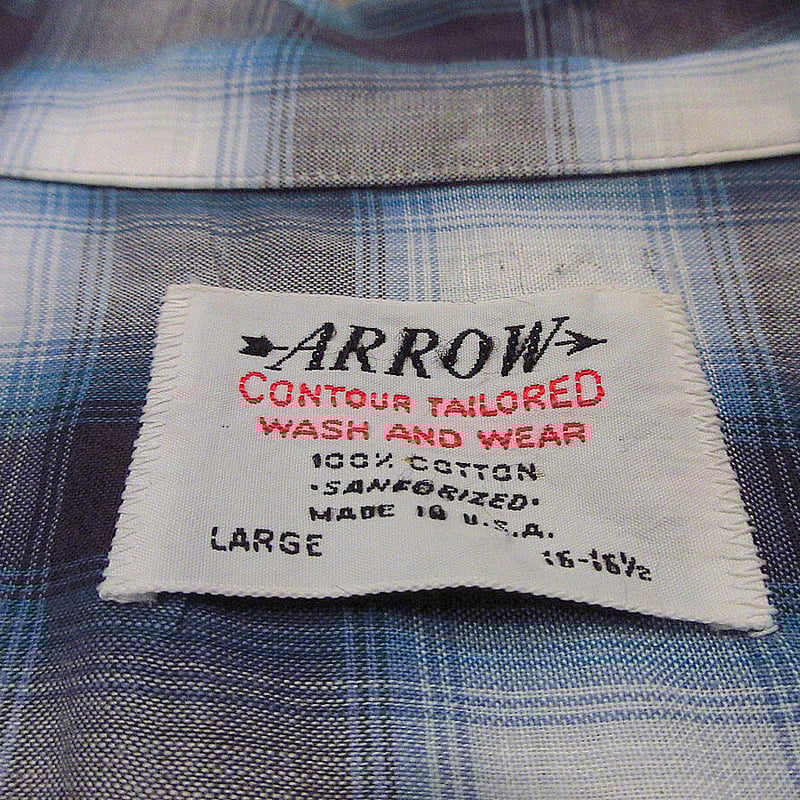 ARROW
CONTOUR TAILORED
WASH AND WEAR
100% COTTON
·SANFORIZED·
MADE IN U.S.A.
LARGE 16-16½